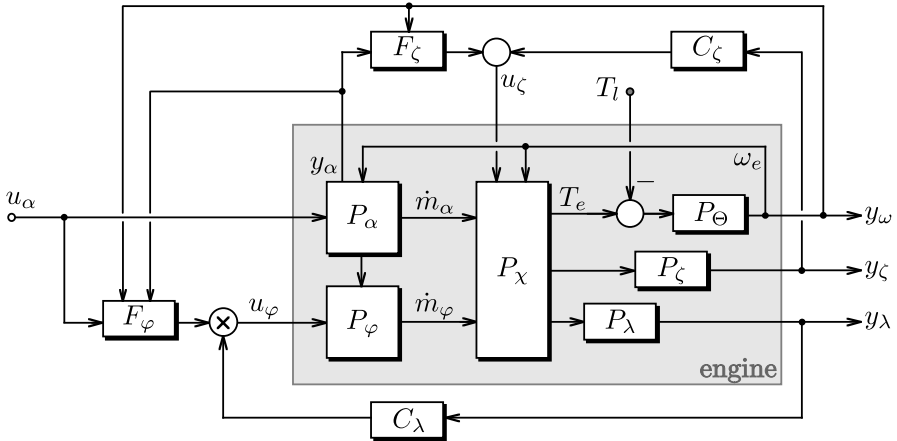 F_ζ
C_ζ
u_ζ
T_l
y_α
ω_e
−
u_α
P_α
ṁ_α
T_e
P_Θ
y_ω
P_χ
P_ζ
y_ζ
F_φ
×
u_φ
P_φ
ṁ_φ
P_λ
y_λ
engine
C_λ